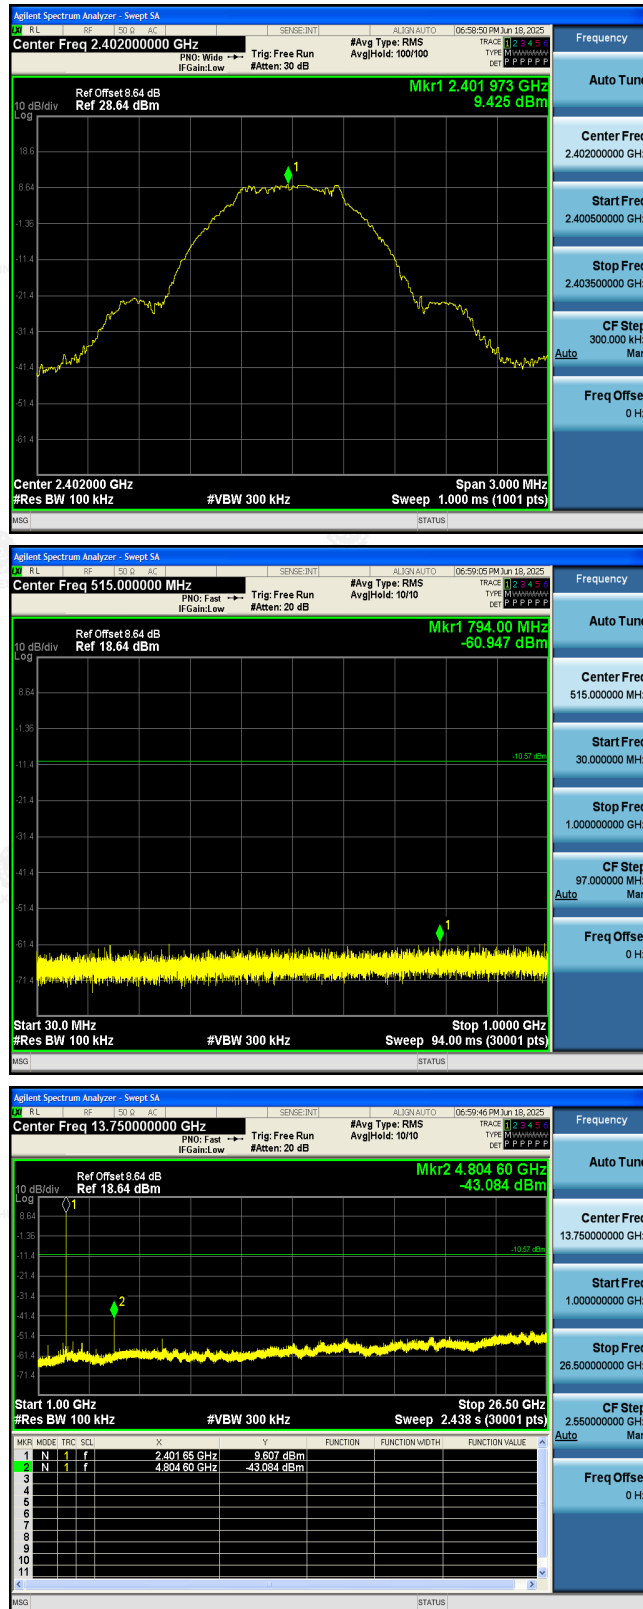 Agilent Spectrum Analyzer - Swept SA
LXI RL RF 50 Ω AC SENSE:INT ALIGN AUTO 06:58:50 PM Jun 18, 2025
Center Freq 2.402000000 GHz
PNO: Wide
IFGain:Low
Trig: Free Run
#Atten: 30 dB
#Avg Type: RMS
Avg|Hold: 100/100
TRACE 1 2 3 4 5 6
TYPE M
DET P P P P P P
Mkr1 2.401 973 GHz
9.425 dBm
Ref Offset 8.64 dB
10 dB/div Ref 28.64 dBm
Log
1
18.6
8.64
-1.36
-11.4
-21.4
-31.4
-41.4
-51.4
-61.4
Center 2.402000 GHz Span 3.000 MHz
#Res BW 100 kHz #VBW 300 kHz Sweep 1.000 ms (1001 pts)
MSG STATUS
Frequency
Auto Tune
Center Freq
2.402000000 GHz
Start Freq
2.400500000 GHz
Stop Freq
2.403500000 GHz
CF Step
300.000 kHz
Auto Man
Freq Offset
0 Hz
Agilent Spectrum Analyzer - Swept SA
LXI RL RF 50 Ω AC SENSE:INT ALIGN AUTO 06:59:05 PM Jun 18, 2025
Center Freq 515.000000 MHz
PNO: Fast
IFGain:Low
Trig: Free Run
#Atten: 20 dB
#Avg Type: RMS
Avg|Hold: 10/10
TRACE 1 2 3 4 5 6
TYPE M
DET P P P P P P
Mkr1 794.00 MHz
-60.947 dBm
Ref Offset 8.64 dB
10 dB/div Ref 18.64 dBm
Log
8.64
-1.36
-10.57 dBm
-11.4
-21.4
-31.4
-41.4
-51.4
1
-61.4
-71.4
Start 30.0 MHz Stop 1.0000 GHz
#Res BW 100 kHz #VBW 300 kHz Sweep 94.00 ms (30001 pts)
MSG STATUS
Frequency
Auto Tune
Center Freq
515.000000 MHz
Start Freq
30.000000 MHz
Stop Freq
1.000000000 GHz
CF Step
97.000000 MHz
Auto Man
Freq Offset
0 Hz
Agilent Spectrum Analyzer - Swept SA
LXI RL RF 50 Ω AC SENSE:INT ALIGN AUTO 06:59:46 PM Jun 18, 2025
Center Freq 13.750000000 GHz
PNO: Fast
IFGain:Low
Trig: Free Run
#Atten: 20 dB
#Avg Type: RMS
Avg|Hold: 10/10
TRACE 1 2 3 4 5 6
TYPE M
DET P P P P P P
Mkr2 4.804 60 GHz
-43.084 dBm
Ref Offset 8.64 dB
10 dB/div Ref 18.64 dBm
Log
1
8.64
-1.36
-10.57 dBm
-11.4
-21.4
-31.4
2
-41.4
-51.4
-61.4
-71.4
Start 1.00 GHz Stop 26.50 GHz
#Res BW 100 kHz #VBW 300 kHz Sweep 2.438 s (30001 pts)
MKR MODE TRC SCL X Y FUNCTION FUNCTION WIDTH FUNCTION VALUE
1 N 1 f 2.401 65 GHz 9.607 dBm
2 N 1 f 4.804 60 GHz -43.084 dBm
3
4
5
6
7
8
9
10
11
MSG STATUS
Frequency
Auto Tune
Center Freq
13.750000000 GHz
Start Freq
1.000000000 GHz
Stop Freq
26.500000000 GHz
CF Step
2.550000000 GHz
Auto Man
Freq Offset
0 Hz